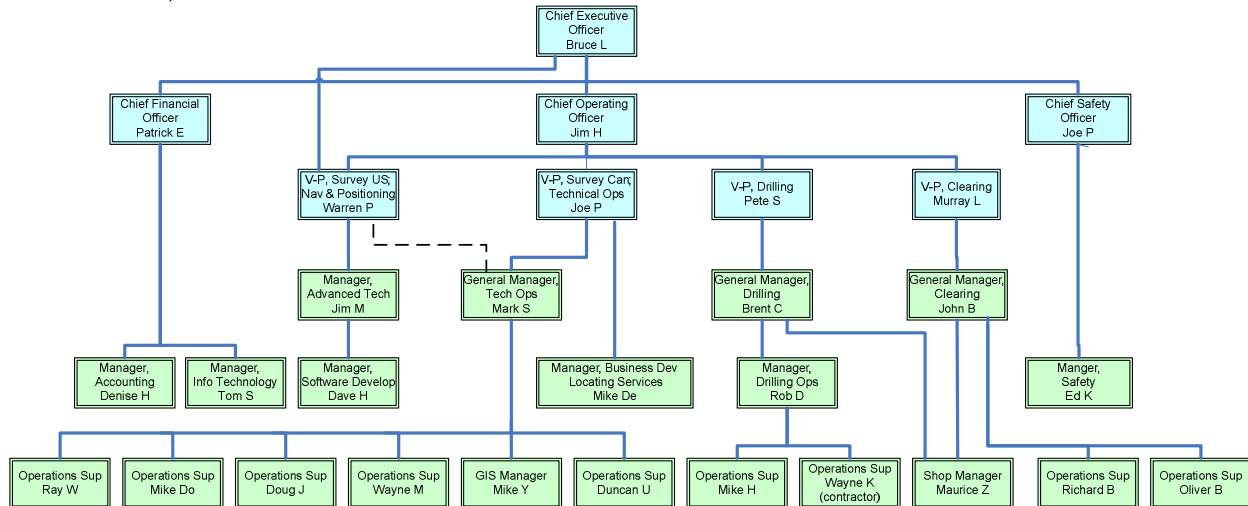 Chief Executive
Officer
Bruce L
Chief Financial
Officer
Patrick E
Chief Operating
Officer
Jim H
Chief Safety
Officer
Joe P
V-P, Survey US;
Nav & Positioning
Warren P
V-P, Survey Can;
Technical Ops
Joe P
V-P, Drilling
Pete S
V-P, Clearing
Murray L
Manager,
Advanced Tech
Jim M
General Manager,
Tech Ops
Mark S
General Manager,
Drilling
Brent C
General Manager,
Clearing
John B
Manager,
Accounting
Denise H
Manager,
Info Technology
Tom S
Manager,
Software Develop
Dave H
Manager, Business Dev
Locating Services
Mike De
Manager,
Drilling Ops
Rob D
Manger,
Safety
Ed K
Operations Sup
Ray W
Operations Sup
Mike Do
Operations Sup
Doug J
Operations Sup
Wayne M
GIS Manager
Mike Y
Operations Sup
Duncan U
Operations Sup
Mike H
Operations Sup
Wayne K
(contractor)
Shop Manager
Maurice Z
Operations Sup
Richard B
Operations Sup
Oliver B